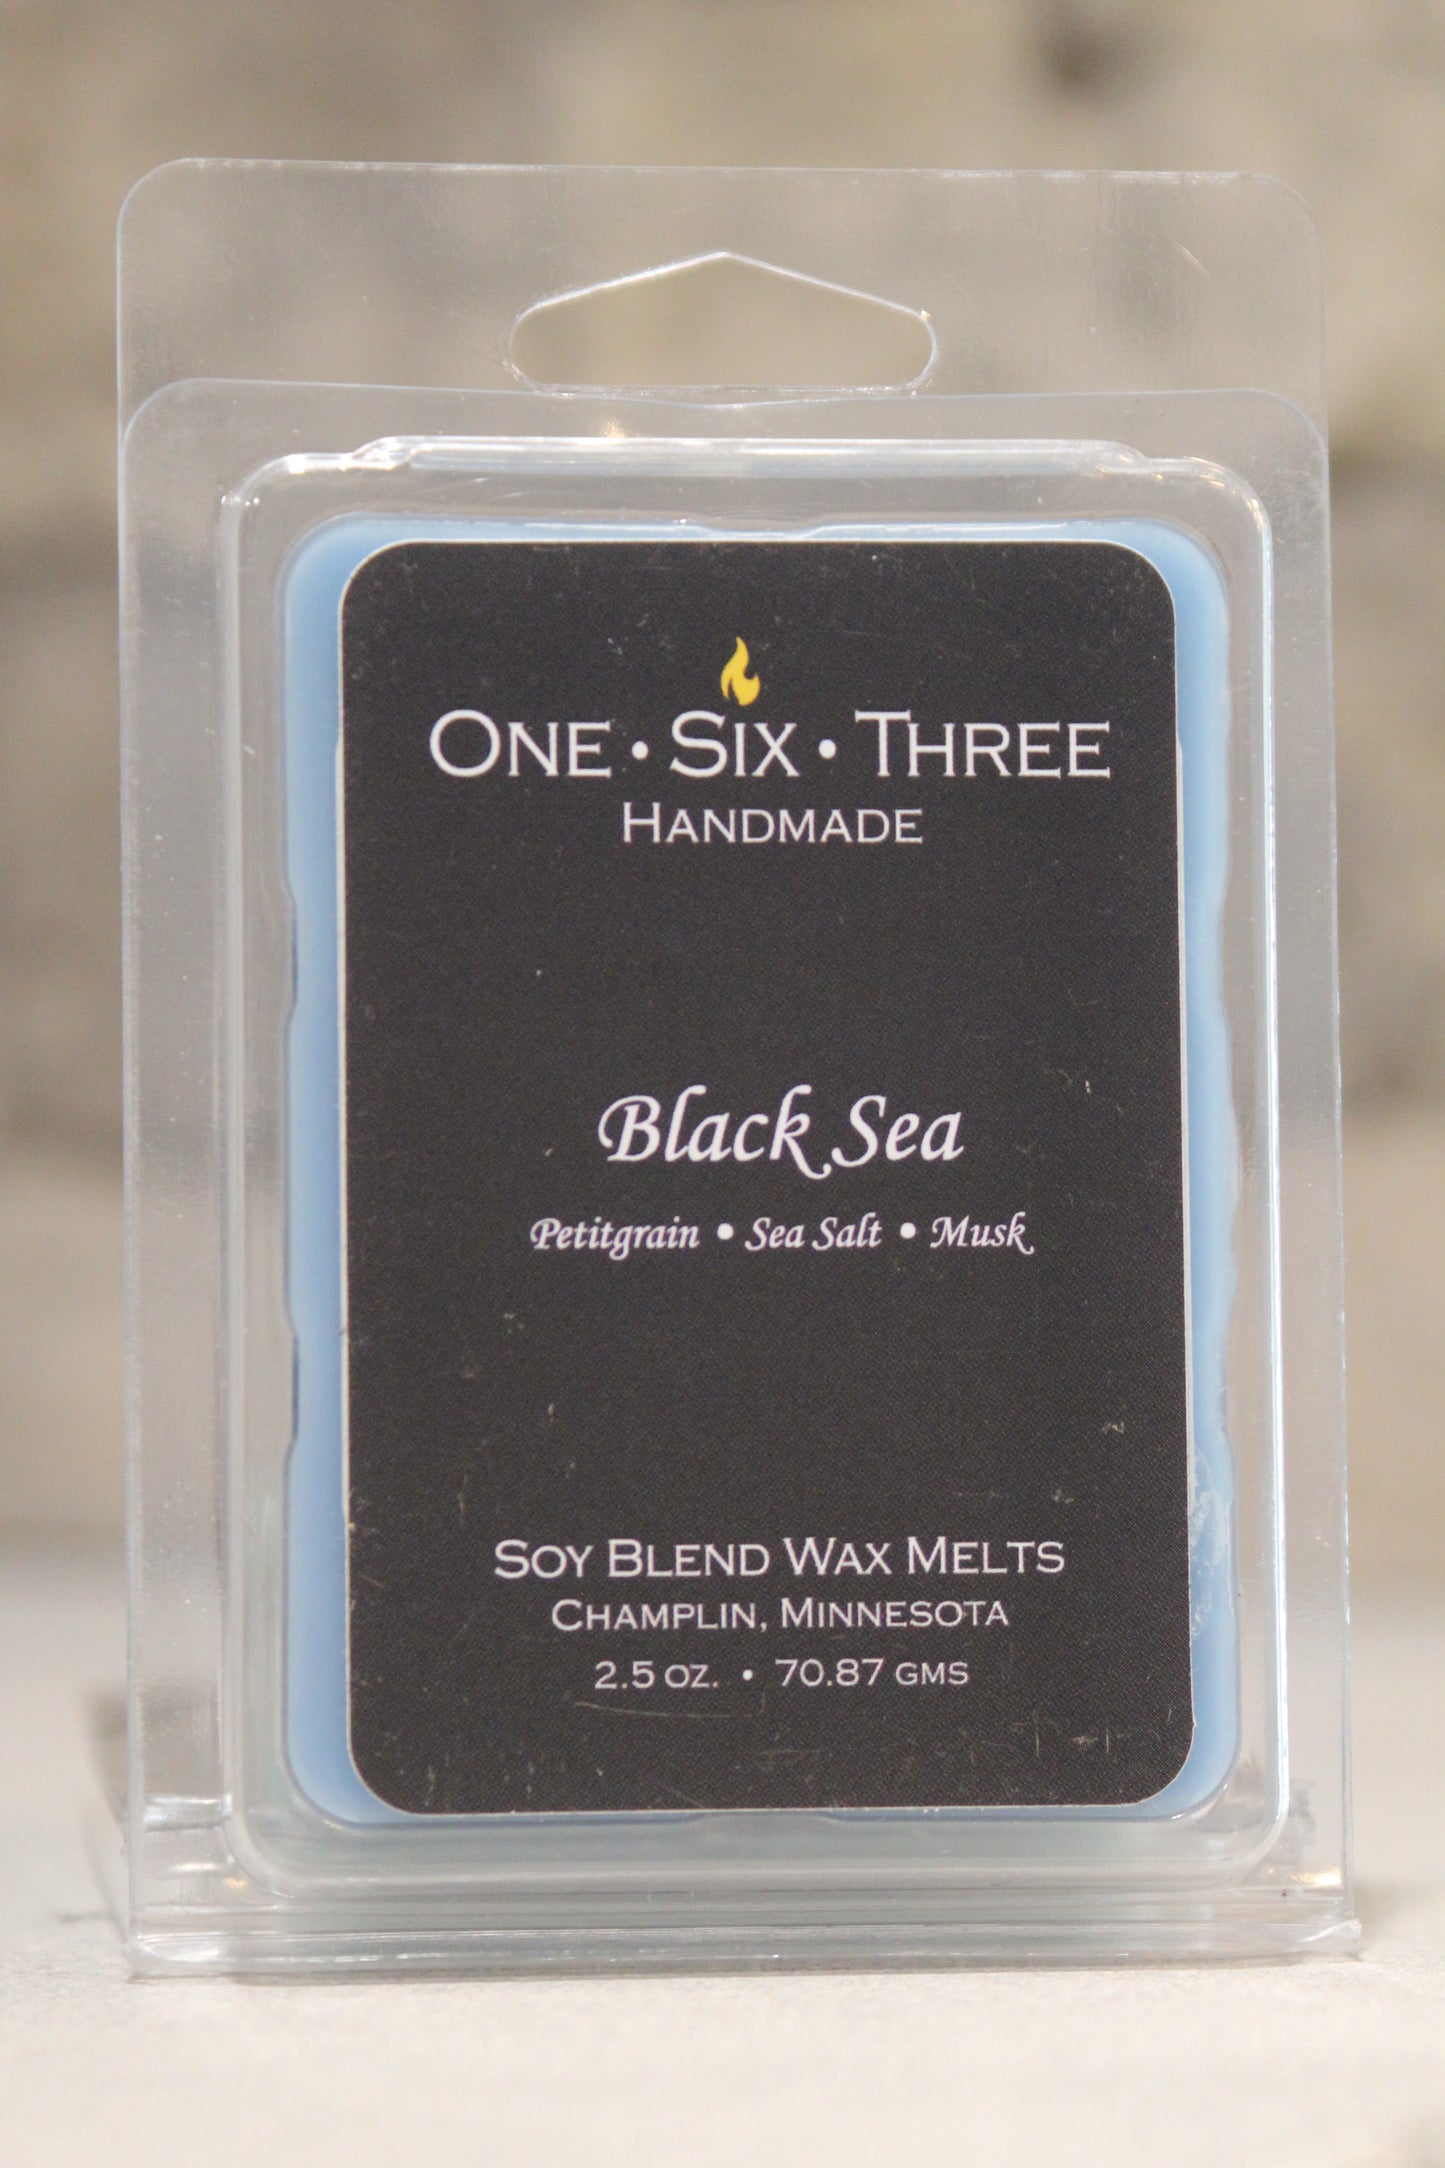 ONE • SIX • THREE
HANDMADE
Black Sea
Petitgrain • Sea Salt • Musk
SOY BLEND WAX MELTS
CHAMPLIN, MINNESOTA
2.5 OZ. • 70.87 GMS